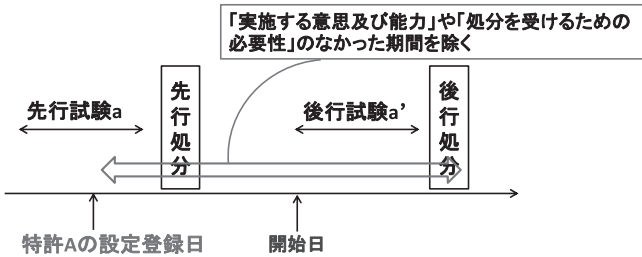 「実施する意思及び能力」や「処分を受けるための
必要性」のなかった期間を除く
先行試験a
先行処分
後行試験a’
後行処分
特許Aの設定登録日
開始日